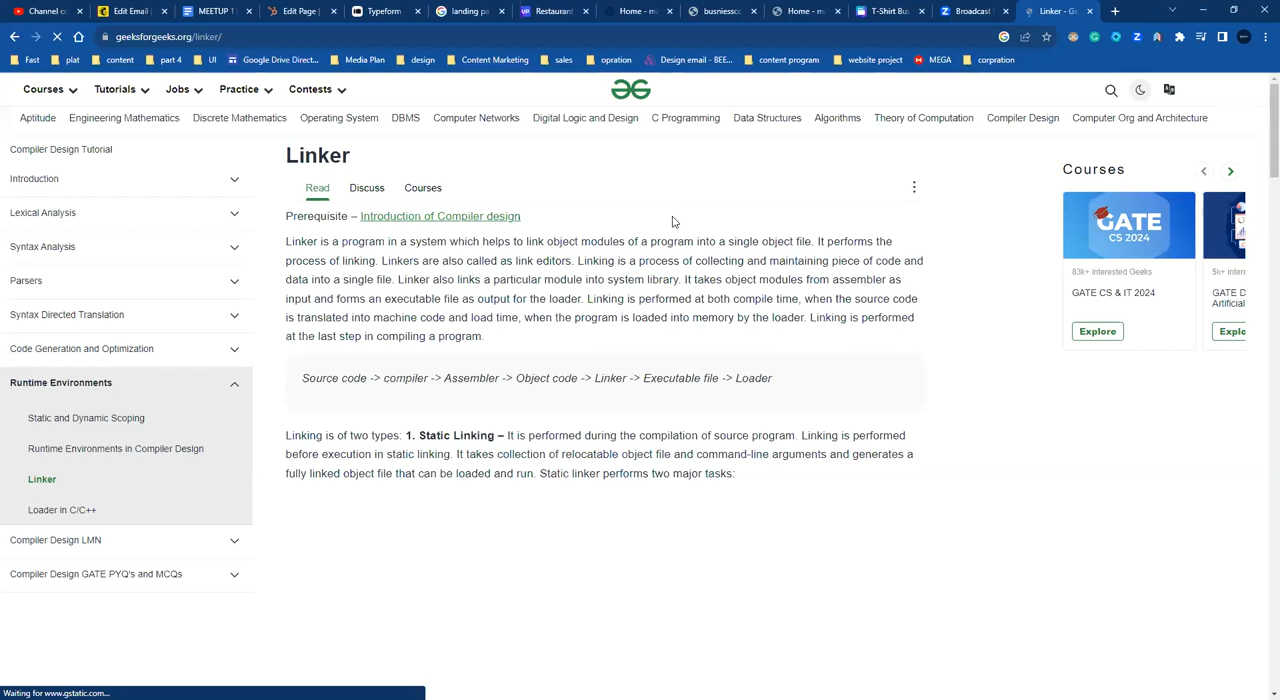 Channel co
Edit Email
MEETUP 1
Edit Page
Typeform
landing pa
Restauran
Home - m
busniessco
Home - m
T-Shirt Bus
Broadcast
Linker - Ge
geeksforgeeks.org/linker/
Fast
plat
content
part 4
UI
Google Drive Direct...
Media Plan
design
Content Marketing
sales
opration
Design email - BEE...
content program
website project
MEGA
corpration
Courses
Tutorials
Jobs
Practice
Contests
Aptitude
Engineering Mathematics
Discrete Mathematics
Operating System
DBMS
Computer Networks
Digital Logic and Design
C Programming
Data Structures
Algorithms
Theory of Computation
Compiler Design
Computer Org and Architecture
Compiler Design Tutorial
Introduction
Lexical Analysis
Syntax Analysis
Parsers
Syntax Directed Translation
Code Generation and Optimization
Runtime Environments
Static and Dynamic Scoping
Runtime Environments in Compiler Design
Linker
Loader in C/C++
Compiler Design LMN
Compiler Design GATE PYQ's and MCQs
Linker
Read
Discuss
Courses
Prerequisite – Introduction of Compiler design
Linker is a program in a system which helps to link object modules of a program into a single object file. It performs the
process of linking. Linkers are also called as link editors. Linking is a process of collecting and maintaining piece of code and
data into a single file. Linker also links a particular module into system library. It takes object modules from assembler as
input and forms an executable file as output for the loader. Linking is performed at both compile time, when the source code
is translated into machine code and load time, when the program is loaded into memory by the loader. Linking is performed
at the last step in compiling a program.
Source code -> compiler -> Assembler -> Object code -> Linker -> Executable file -> Loader
Linking is of two types: 1. Static Linking – It is performed during the compilation of source program. Linking is performed
before execution in static linking. It takes collection of relocatable object file and command-line arguments and generates a
fully linked object file that can be loaded and run. Static linker performs two major tasks:
Courses
GATE
CS 2024
83k+ interested Geeks
GATE CS & IT 2024
Explore
5k+ intere
GATE D
Artificial
Explo
Waiting for www.gstatic.com...